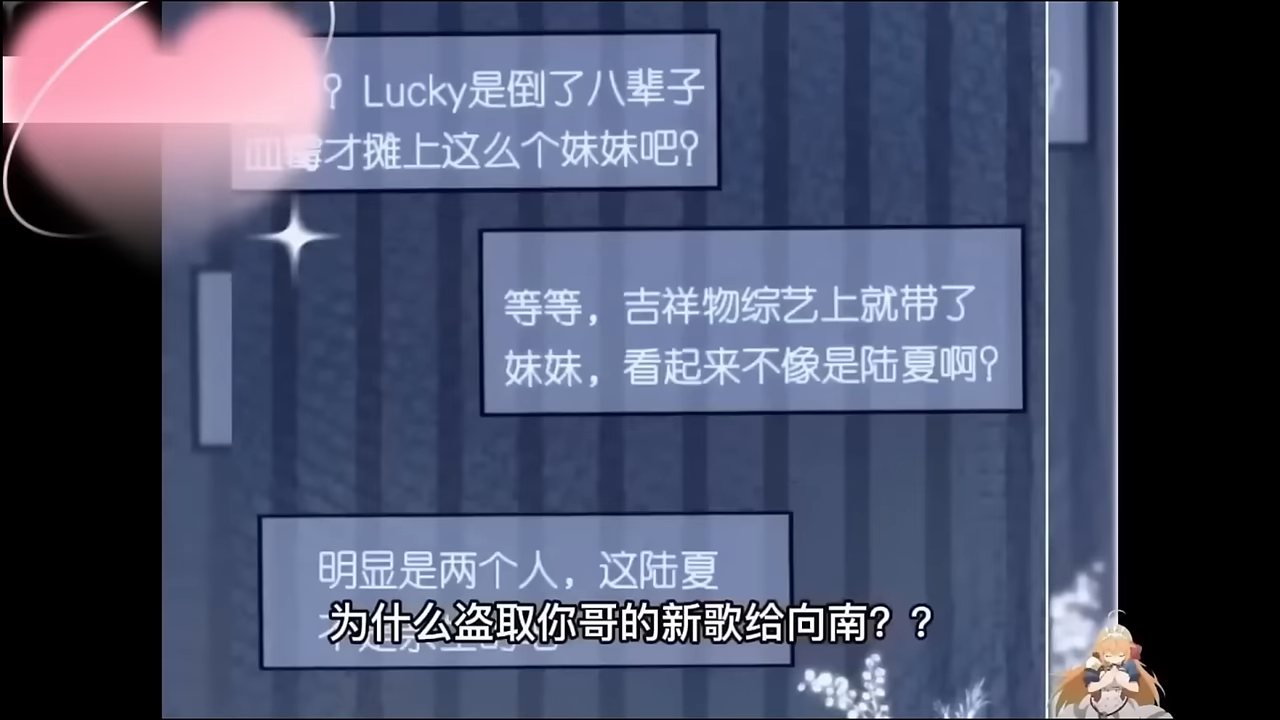 ？Lucky是倒了八辈子
血霉才摊上这么个妹妹吧？
等等，吉祥物综艺上就带了
妹妹，看起来不像是陆夏啊？
明显是两个人，这陆夏
为什么盗取你哥的新歌给向南？？